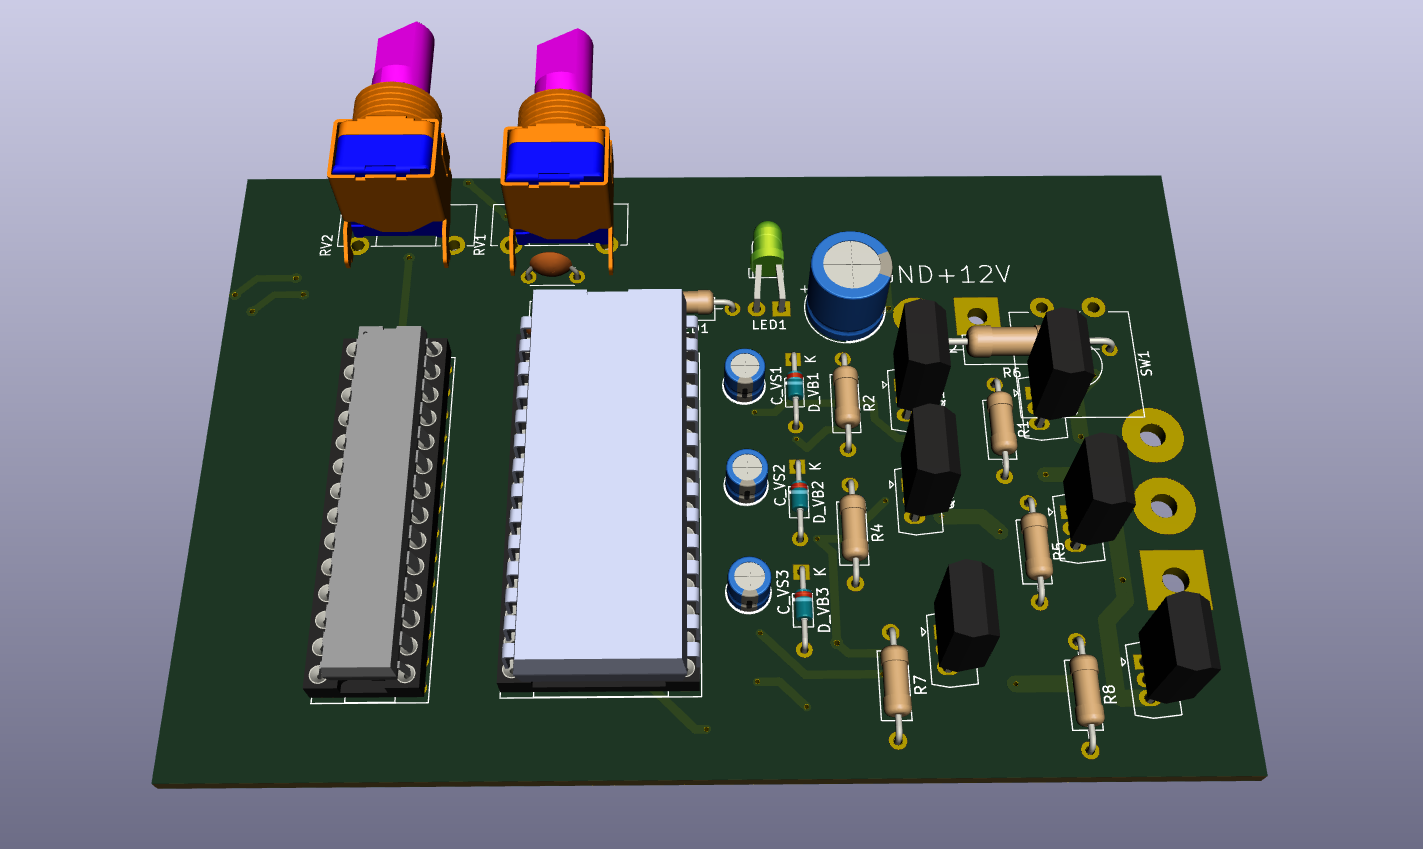 RV2
RV1
ND+12V
LED1
SW1
K
C_VS1
D_VB1
R2
R6
R1
K
C_VS2
D_VB2
R4
R5
K
C_VS3
D_VB3
R7
R8